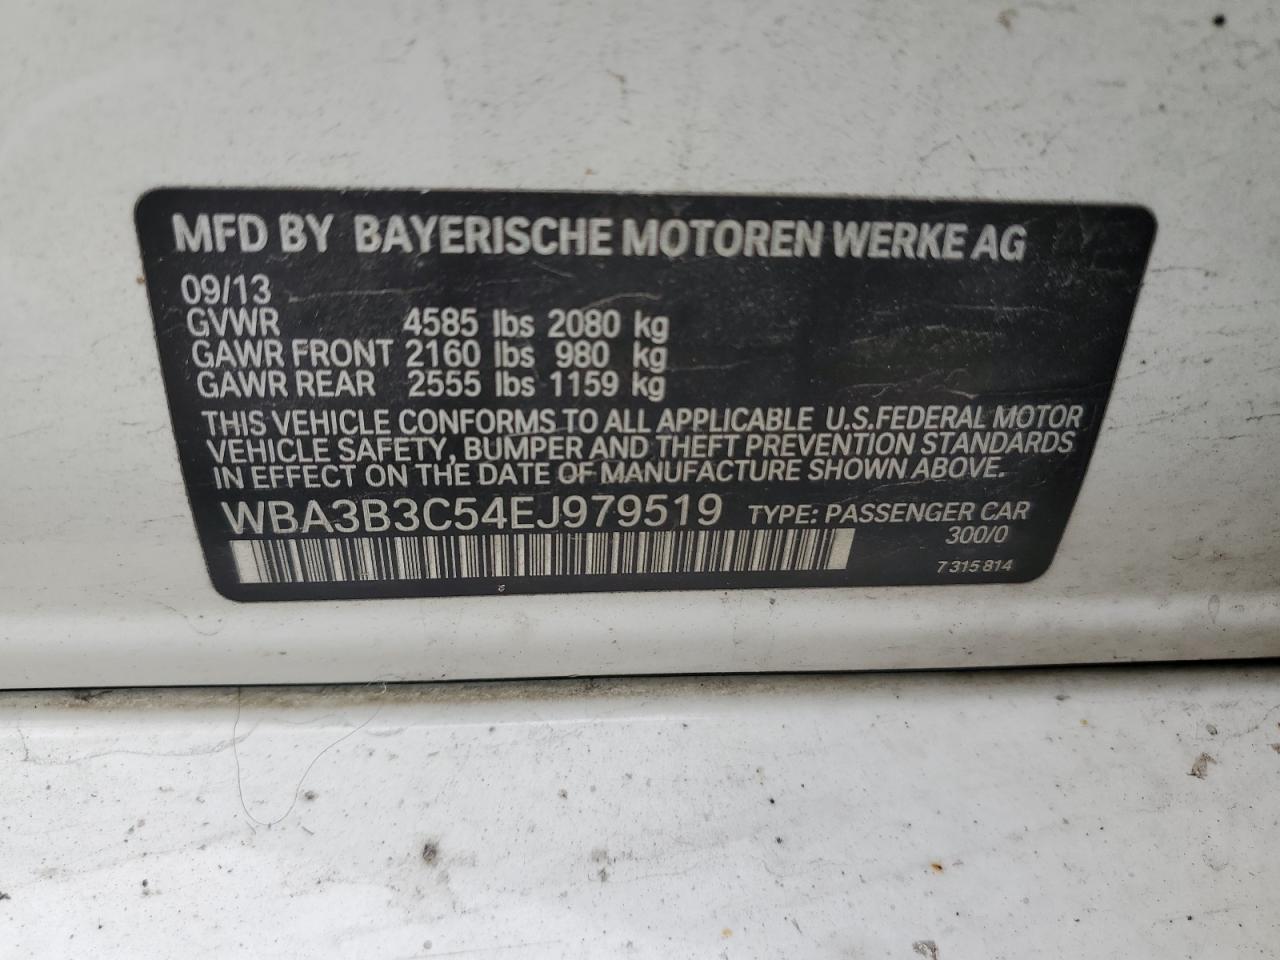 MFD BY BAYERISCHE MOTOREN WERKE AG
09/13
GVWR 4585 lbs 2080 kg
GAWR FRONT 2160 lbs 980 kg
GAWR REAR 2555 lbs 1159 kg
THIS VEHICLE CONFORMS TO ALL APPLICABLE U.S.FEDERAL MOTOR
VEHICLE SAFETY, BUMPER AND THEFT PREVENTION STANDARDS
IN EFFECT ON THE DATE OF MANUFACTURE SHOWN ABOVE.
WBA3B3C54EJ979519 TYPE: PASSENGER CAR
300/0
7 315 814